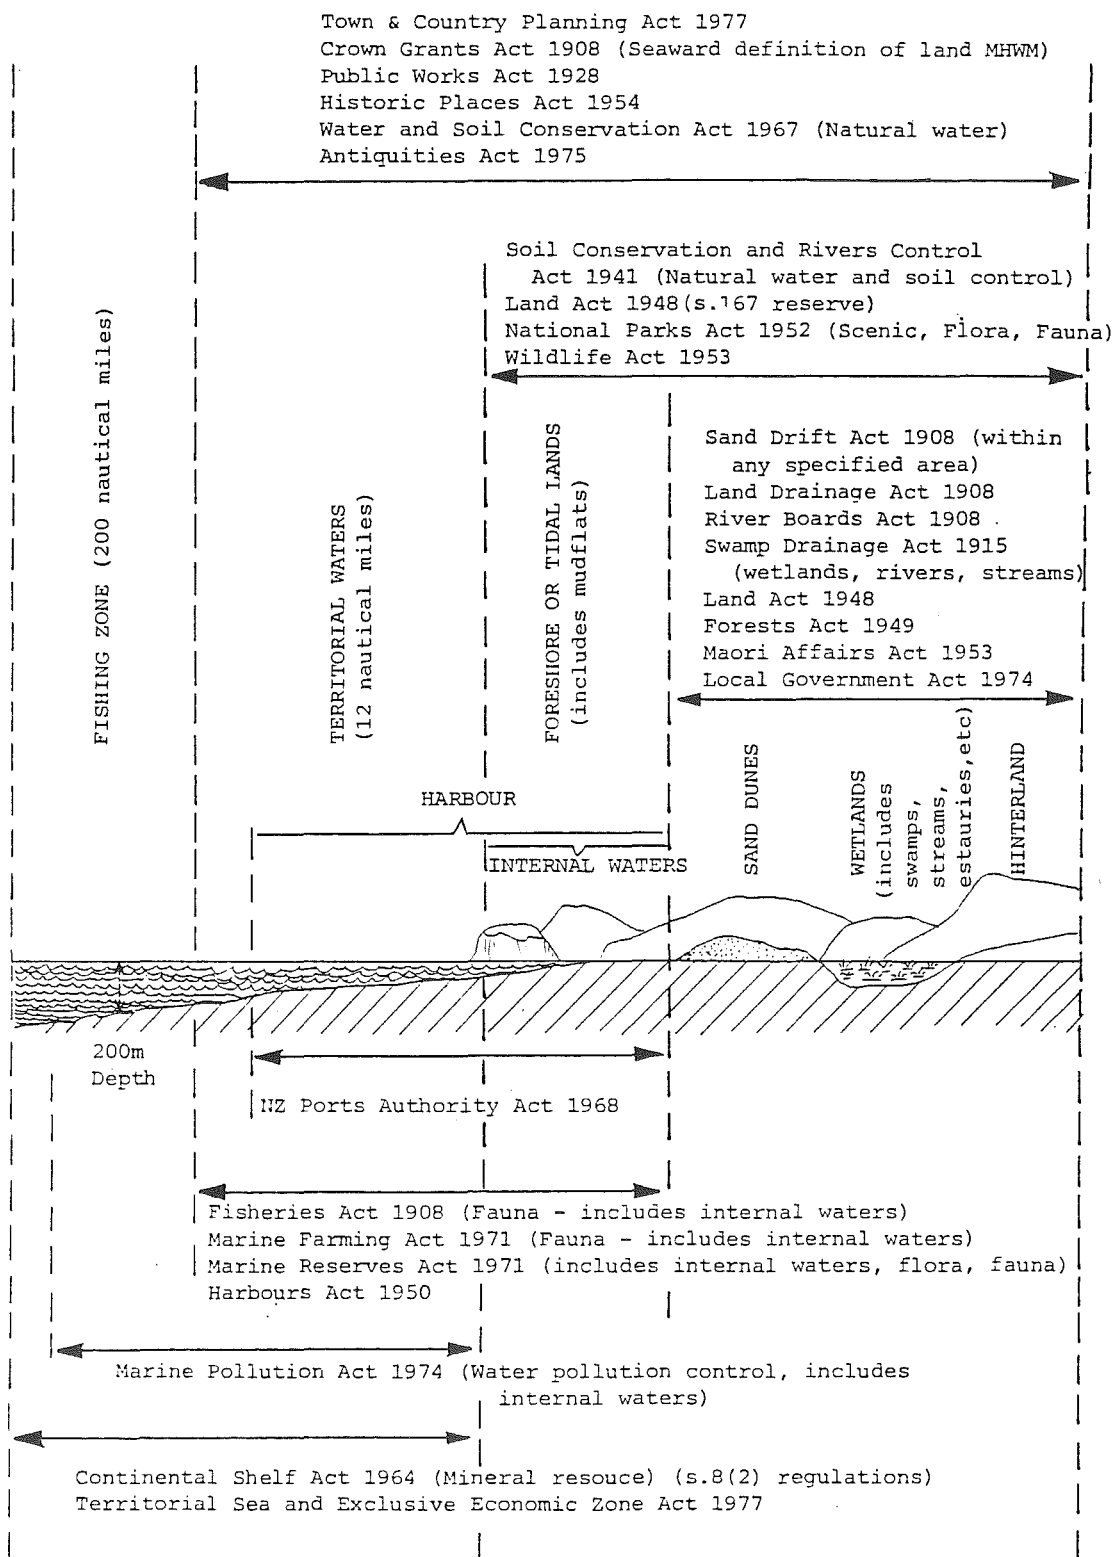 Town & Country Planning Act 1977
Crown Grants Act 1908 (Seaward definition of land MHWM)
Public Works Act 1928
Historic Places Act 1954
Water and Soil Conservation Act 1967 (Natural water)
Antiquities Act 1975
Soil Conservation and Rivers Control
Act 1941 (Natural water and soil control)
Land Act 1948(s.167 reserve)
National Parks Act 1952 (Scenic, Flora, Fauna)
Wildlife Act 1953
Sand Drift Act 1908 (within
any specified area)
Land Drainage Act 1908
River Boards Act 1908
Swamp Drainage Act 1915
(wetlands, rivers, streams)
Land Act 1948
Forests Act 1949
Maori Affairs Act 1953
Local Government Act 1974
FISHING ZONE (200 nautical miles)
TERRITORIAL WATERS
(12 nautical miles)
FORESHORE OR TIDAL LANDS
(includes mudflats)
SAND DUNES
WETLANDS
(includes
swamps,
streams,
estauries,etc)
HINTERLAND
HARBOUR
INTERNAL WATERS
200m
Depth
NZ Ports Authority Act 1968
Fisheries Act 1908 (Fauna - includes internal waters)
Marine Farming Act 1971 (Fauna - includes internal waters)
Marine Reserves Act 1971 (includes internal waters, flora, fauna)
Harbours Act 1950
Marine Pollution Act 1974 (Water pollution control, includes
internal waters)
Continental Shelf Act 1964 (Mineral resouce) (s.8(2) regulations)
Territorial Sea and Exclusive Economic Zone Act 1977